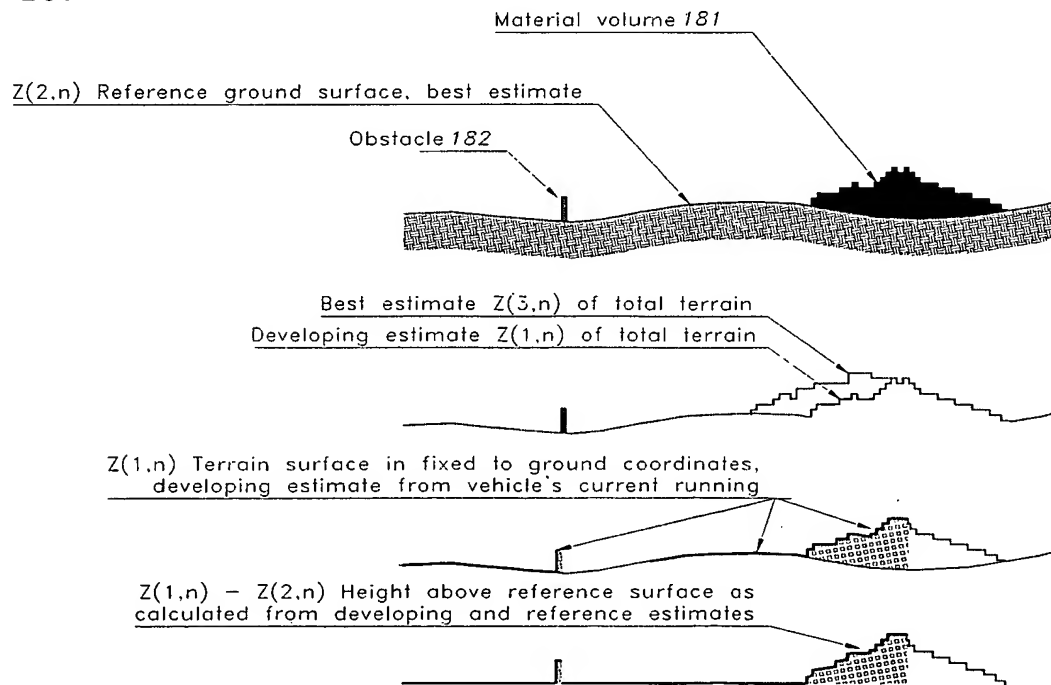 Material volume 181
Z(2,n) Reference ground surface, best estimate
Obstacle 182
Best estimate Z(3,n) of total terrain
Developing estimate Z(1,n) of total terrain
Z(1,n) Terrain surface in fixed to ground coordinates,
developing estimate from vehicle's current running
Z(1,n) – Z(2,n) Height above reference surface as
calculated from developing and reference estimates